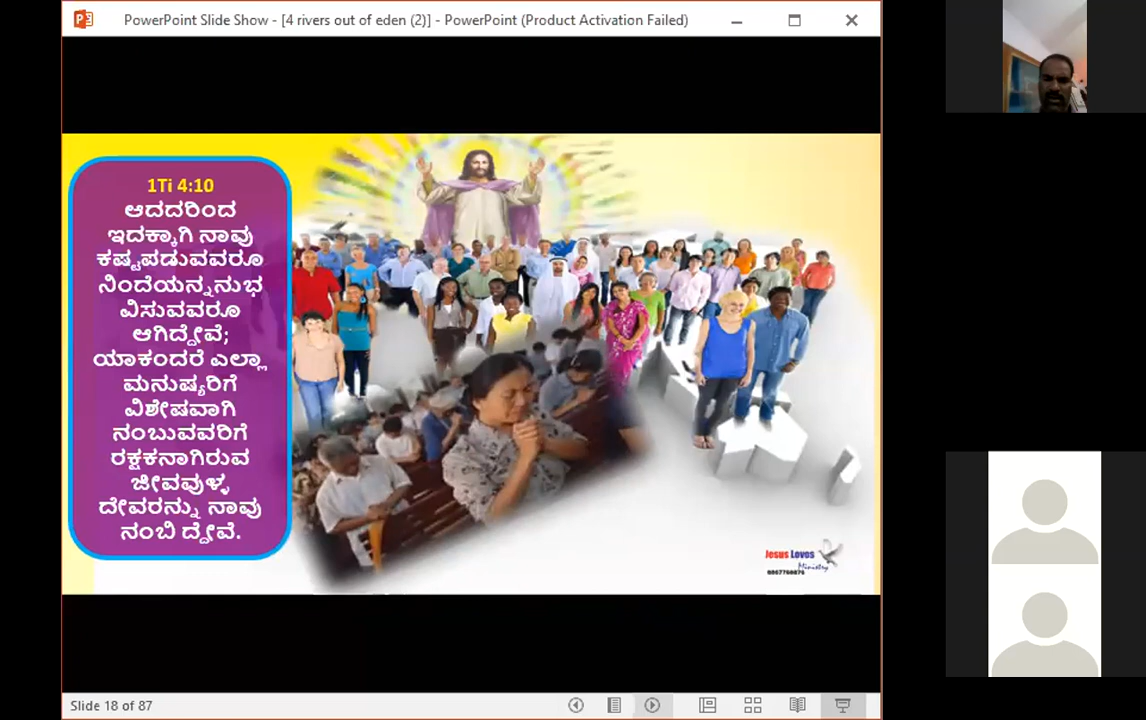 PowerPoint Slide Show - [4 rivers out of eden (2)] - PowerPoint (Product Activation Failed)
1Ti 4:10
ಆದದರಿಂದ
ಇದಕ್ಕಾಗಿ ನಾವು
ಕಷ್ಟಪಡುವವರೂ
ನಿಂದೆಯನ್ನನುಭ
ವಿಸುವವರೂ
ಆಗಿದ್ದೇವೆ;
ಯಾಕಂದರೆ ಎಲ್ಲಾ
ಮನುಷ್ಯರಿಗೆ
ವಿಶೇಷವಾಗಿ
ನಂಬುವವರಿಗೆ
ರಕ್ಷಕನಾಗಿರುವ
ಜೀವವುಳ್ಳ
ದೇವರನ್ನು ನಾವು
ನಂಬಿ ದ್ದೇವೆ.
Jesus Loves
Ministry
8867760876
Slide 18 of 87